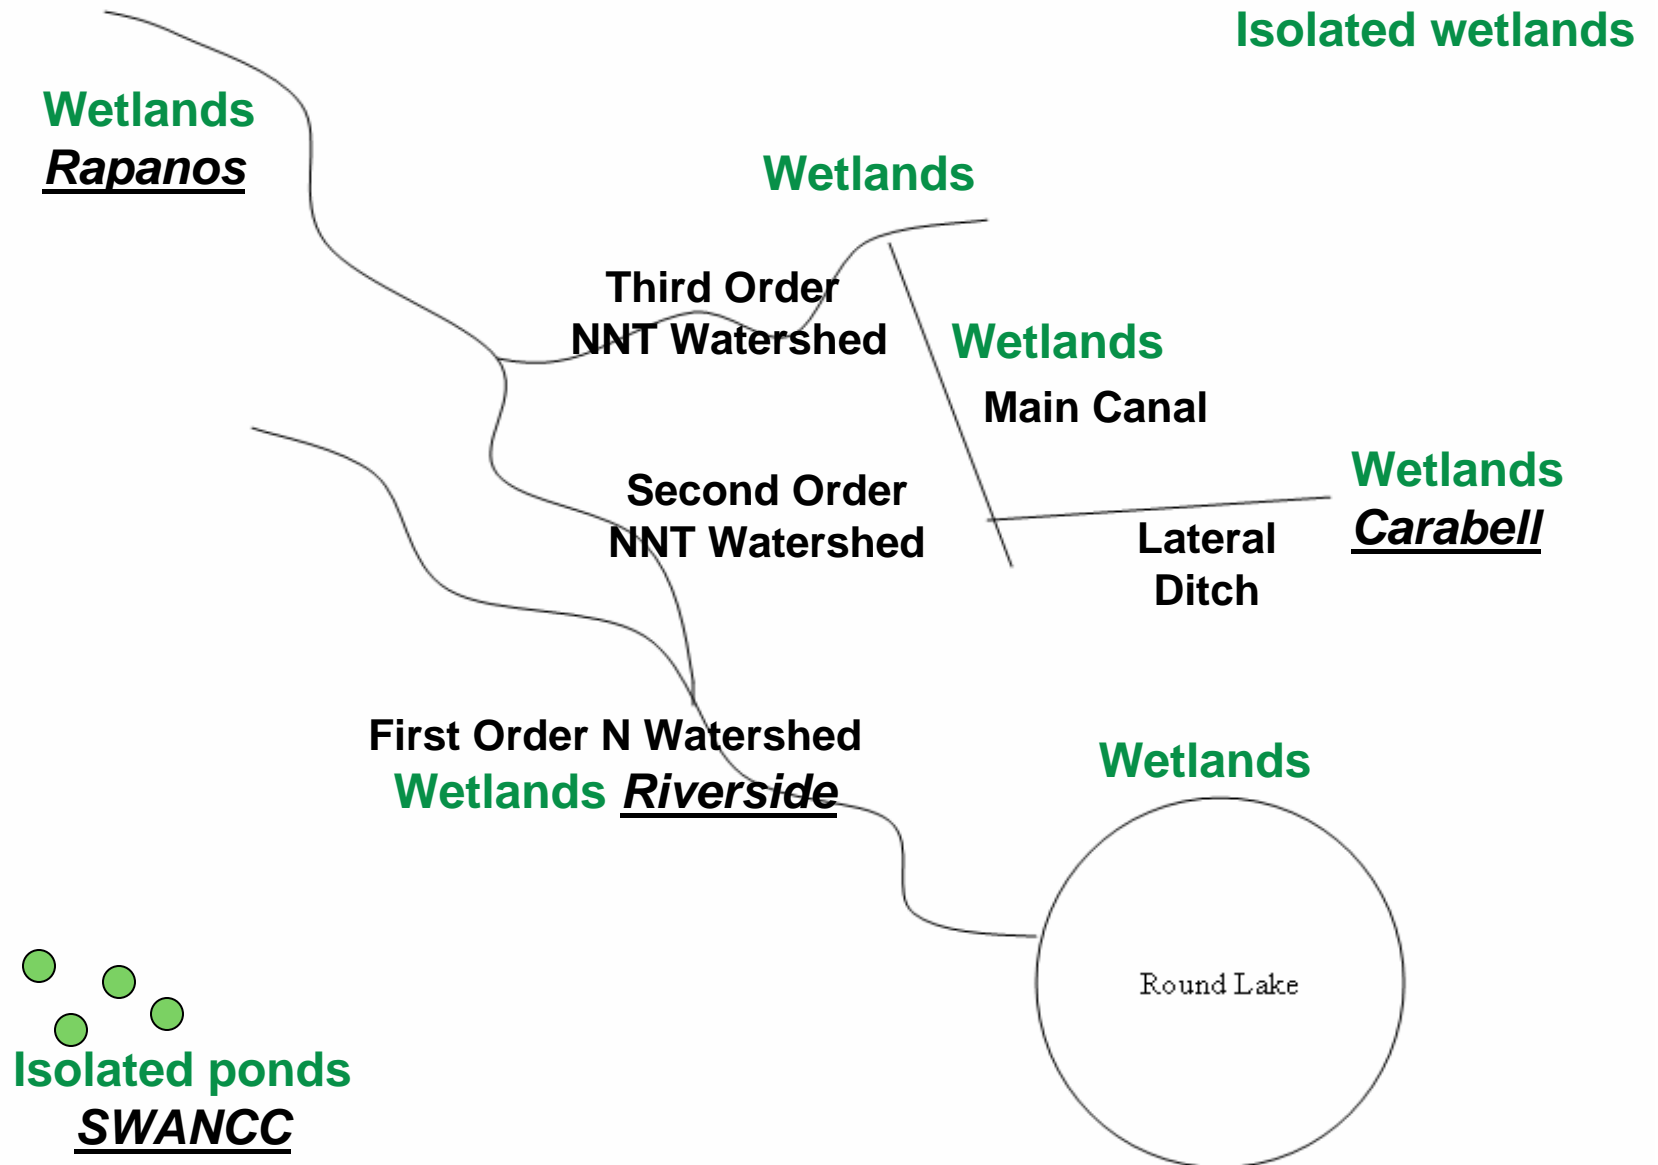 Isolated wetlands
Wetlands
Rapanos
Wetlands
Third Order
NNT Watershed
Wetlands
Main Canal
Second Order
NNT Watershed
Wetlands
Carabell
Lateral
Ditch
First Order N Watershed
Wetlands Riverside
Wetlands
Round Lake
Isolated ponds
SWANCC